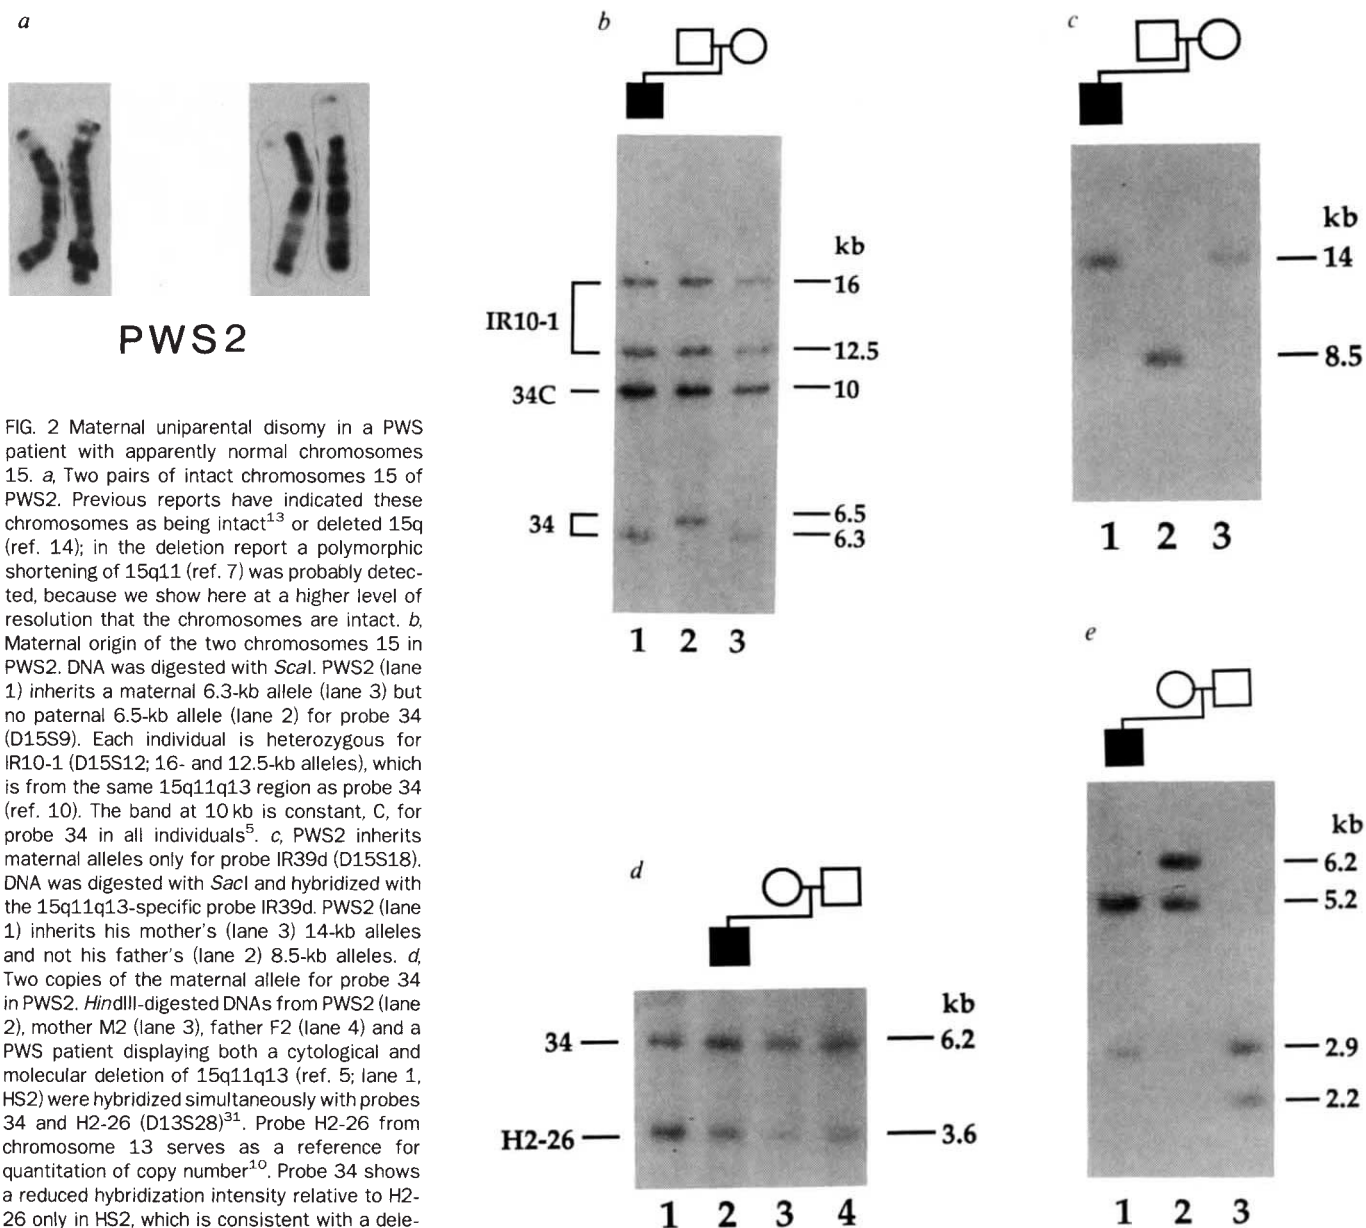 a
PWS2
FIG. 2 Maternal uniparental disomy in a PWS
patient with apparently normal chromosomes
15. a, Two pairs of intact chromosomes 15 of
PWS2. Previous reports have indicated these
chromosomes as being intact13 or deleted 15q
(ref. 14); in the deletion report a polymorphic
shortening of 15q11 (ref. 7) was probably detec-
ted, because we show here at a higher level of
resolution that the chromosomes are intact. b,
Maternal origin of the two chromosomes 15 in
PWS2. DNA was digested with ScaI. PWS2 (lane
1) inherits a maternal 6.3-kb allele (lane 3) but
no paternal 6.5-kb allele (lane 2) for probe 34
(D15S9). Each individual is heterozygous for
IR10-1 (D15S12; 16- and 12.5-kb alleles), which
is from the same 15q11q13 region as probe 34
(ref. 10). The band at 10 kb is constant, C, for
probe 34 in all individuals5. c, PWS2 inherits
maternal alleles only for probe IR39d (D15S18).
DNA was digested with SacI and hybridized with
the 15q11q13-specific probe IR39d. PWS2 (lane
1) inherits his mother's (lane 3) 14-kb alleles
and not his father's (lane 2) 8.5-kb alleles. d,
Two copies of the maternal allele for probe 34
in PWS2. HindIII-digested DNAs from PWS2 (lane
2), mother M2 (lane 3), father F2 (lane 4) and a
PWS patient displaying both a cytological and
molecular deletion of 15q11q13 (ref. 5; lane 1,
HS2) were hybridized simultaneously with probes
34 and H2-26 (D13S28)31. Probe H2-26 from
chromosome 13 serves as a reference for
quantitation of copy number10. Probe 34 shows
a reduced hybridization intensity relative to H2-
26 only in HS2, which is consistent with a dele-
b
kb
16
IR10-1
12.5
34C
10
34
6.5
6.3
1 2 3
c
kb
14
8.5
1 2 3
d
kb
34
6.2
H2-26
3.6
1 2 3 4
e
kb
6.2
5.2
2.9
2.2
1 2 3